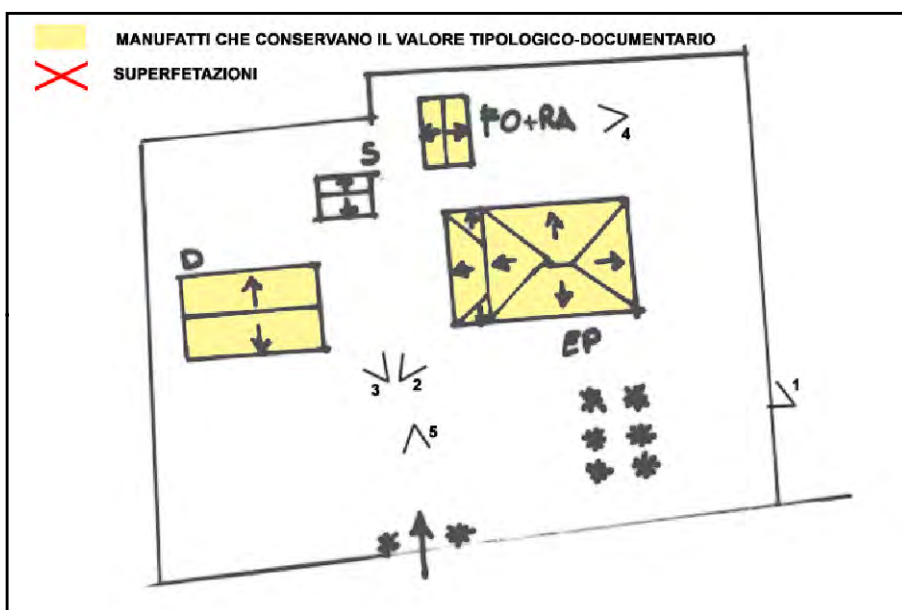 MANUFATTI CHE CONSERVANO IL VALORE TIPOLOGICO-DOCUMENTARIO
SUPERFETAZIONI
FO+RA
4
S
D
EP
3
2
1
5